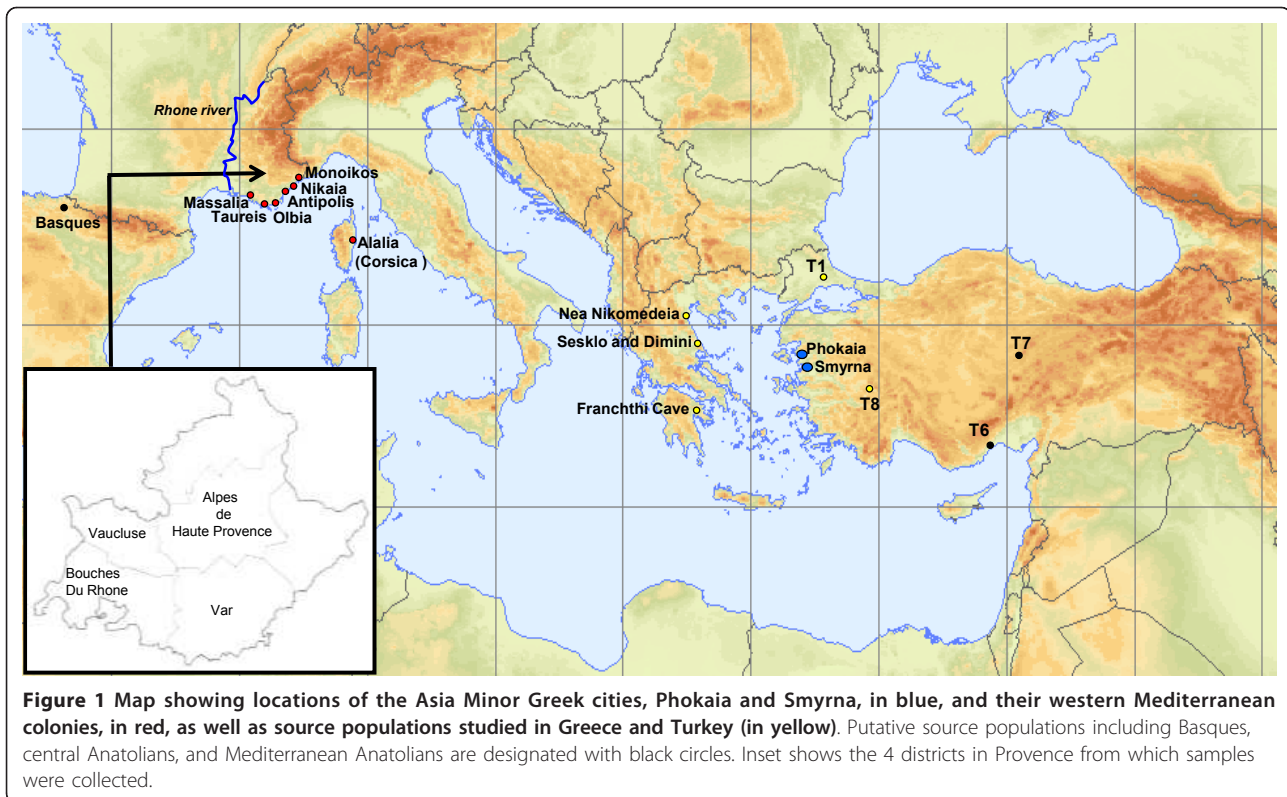 Rhone river
Monoikos
Nikaia
Massalia
Antipolis
Taureis
Olbia
Basques
Alalia
(Corsica )
T1
Nea Nikomedeia
Sesklo and Dimini
Phokaia
T7
Smyrna
T8
Franchthi Cave
T6
Alpes
de
Haute Provence
Vaucluse
Bouches
Du Rhone
Var
Figure 1 Map showing locations of the Asia Minor Greek cities, Phokaia and Smyrna, in blue, and their western Mediterranean
colonies, in red, as well as source populations studied in Greece and Turkey (in yellow). Putative source populations including Basques,
central Anatolians, and Mediterranean Anatolians are designated with black circles. Inset shows the 4 districts in Provence from which samples
were collected.